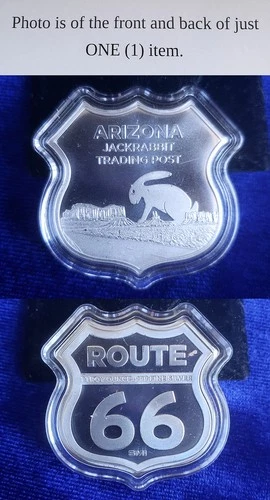 Photo is of the front and back of just
ONE (1) item.
ARIZONA
JACKRABBIT
TRADING POST
ROUTE
66